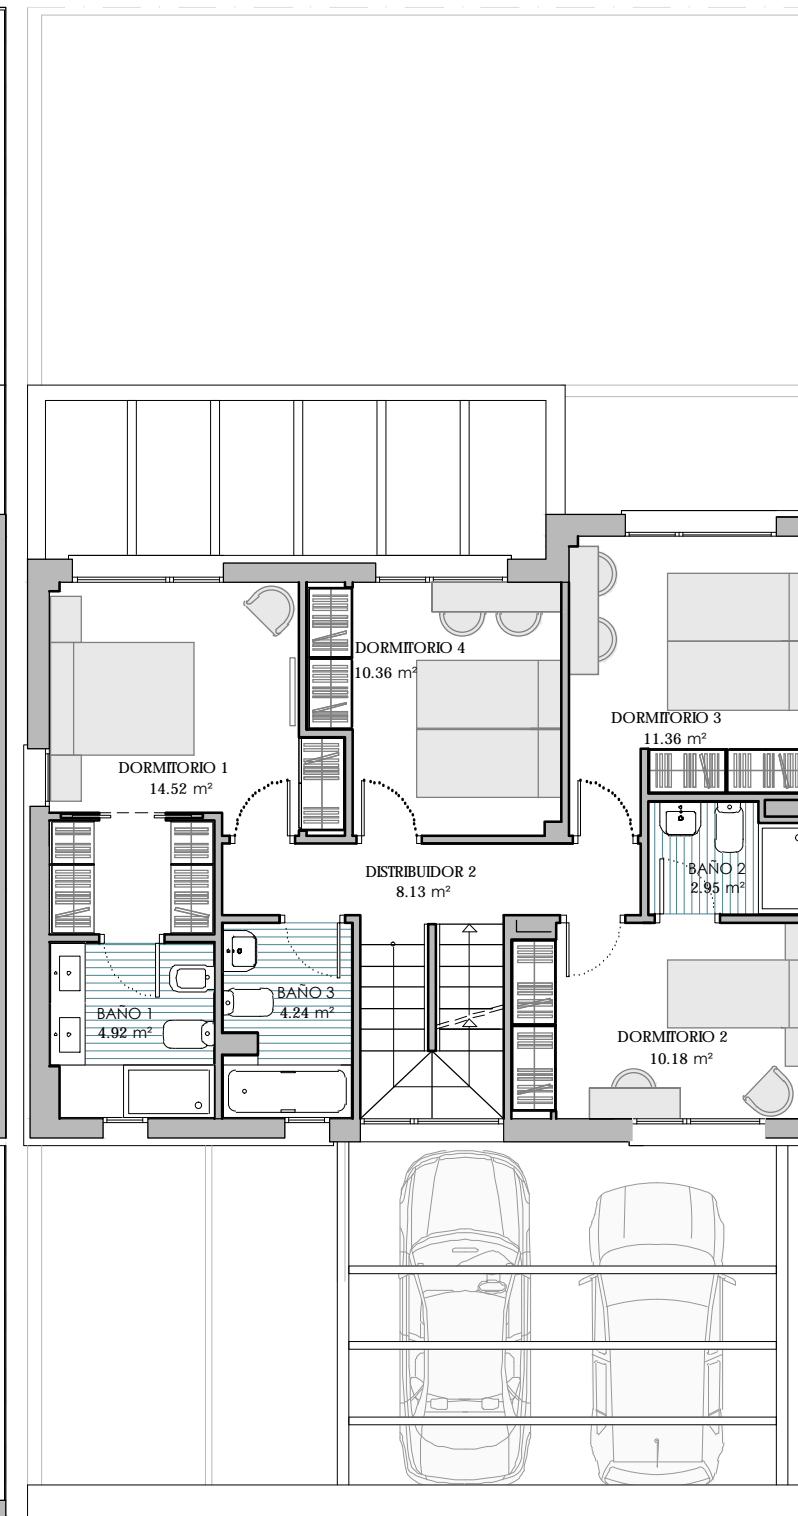 DORMITORIO 4
10.36 m²
DORMITORIO 3
11.36 m²
DORMITORIO 1
14.52 m²
DISTRIBUIDOR 2
8.13 m²
BAÑO 2
2.95 m²
BAÑO 3
4.24 m²
BAÑO 1
4.92 m²
DORMITORIO 2
10.18 m²